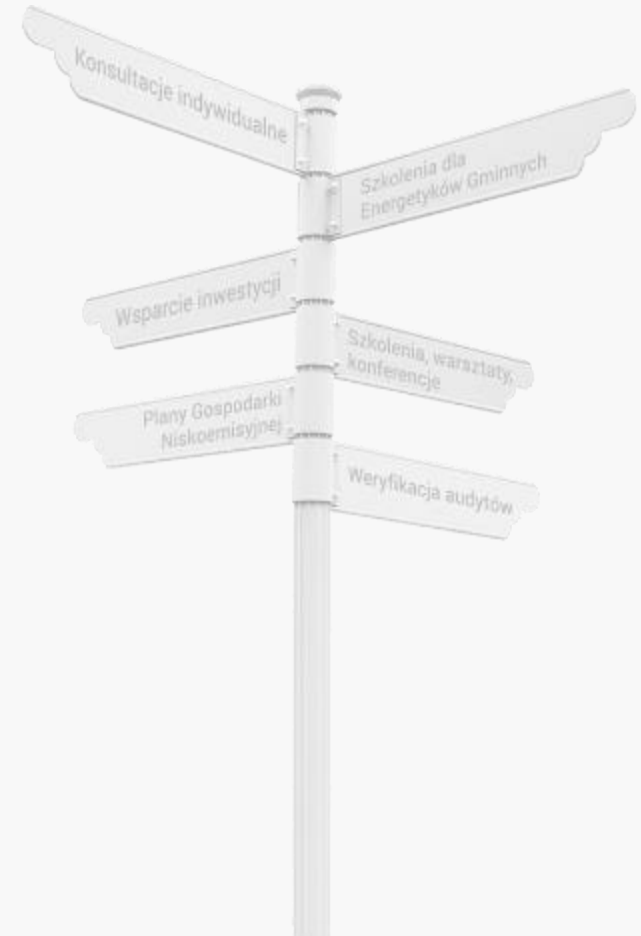 Konsultacje indywidualne
Szkolenia dla
Energetyków Gminnych
Wsparcie inwestycji
Szkolenia, warsztaty,
konferencje
Plany Gospodarki
Niskoemisyjnej
Weryfikacja audytów